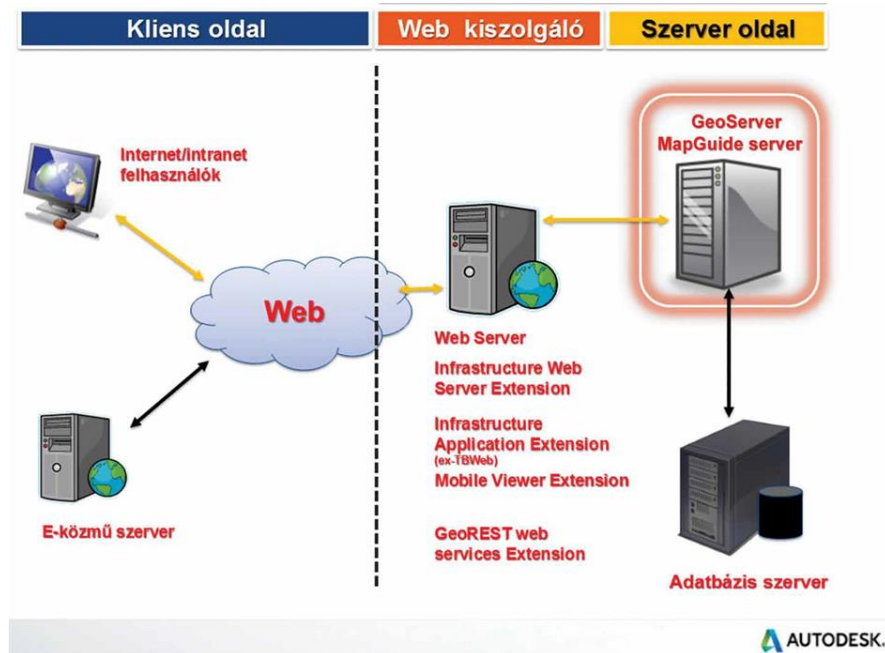 Kliens oldal
Web kiszolgáló
Szerver oldal
GeoServer
MapGuide server
Internet/intranet
felhasználók
Web
Web Server
Infrastructure Web
Server Extension
Infrastructure
Application Extension
(ex-TBWeb)
Mobile Viewer Extension
E-közmű szerver
GeoREST web
services Extension
Adatbázis szerver
AUTODESK.